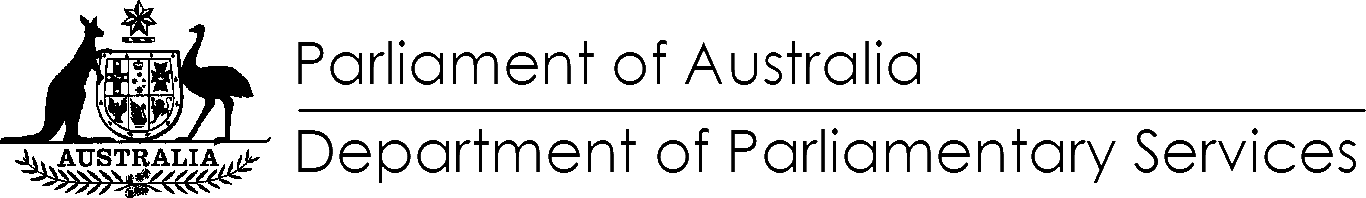 Parliament of Australia
Department of Parliamentary Services
AUSTRALIA